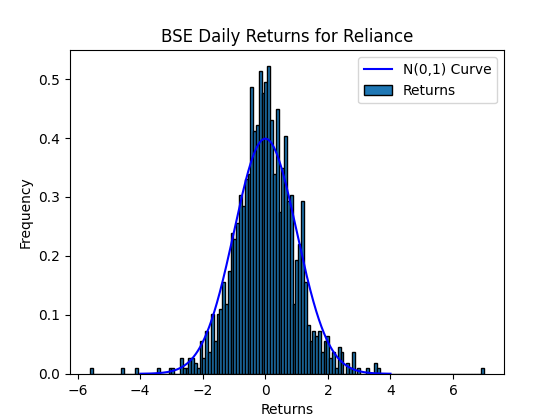 BSE Daily Returns for Reliance
N(0,1) Curve
Returns
Frequency
0.5
0.4
0.3
0.2
0.1
0.0
−6 −4 −2 0 2 4 6
Returns